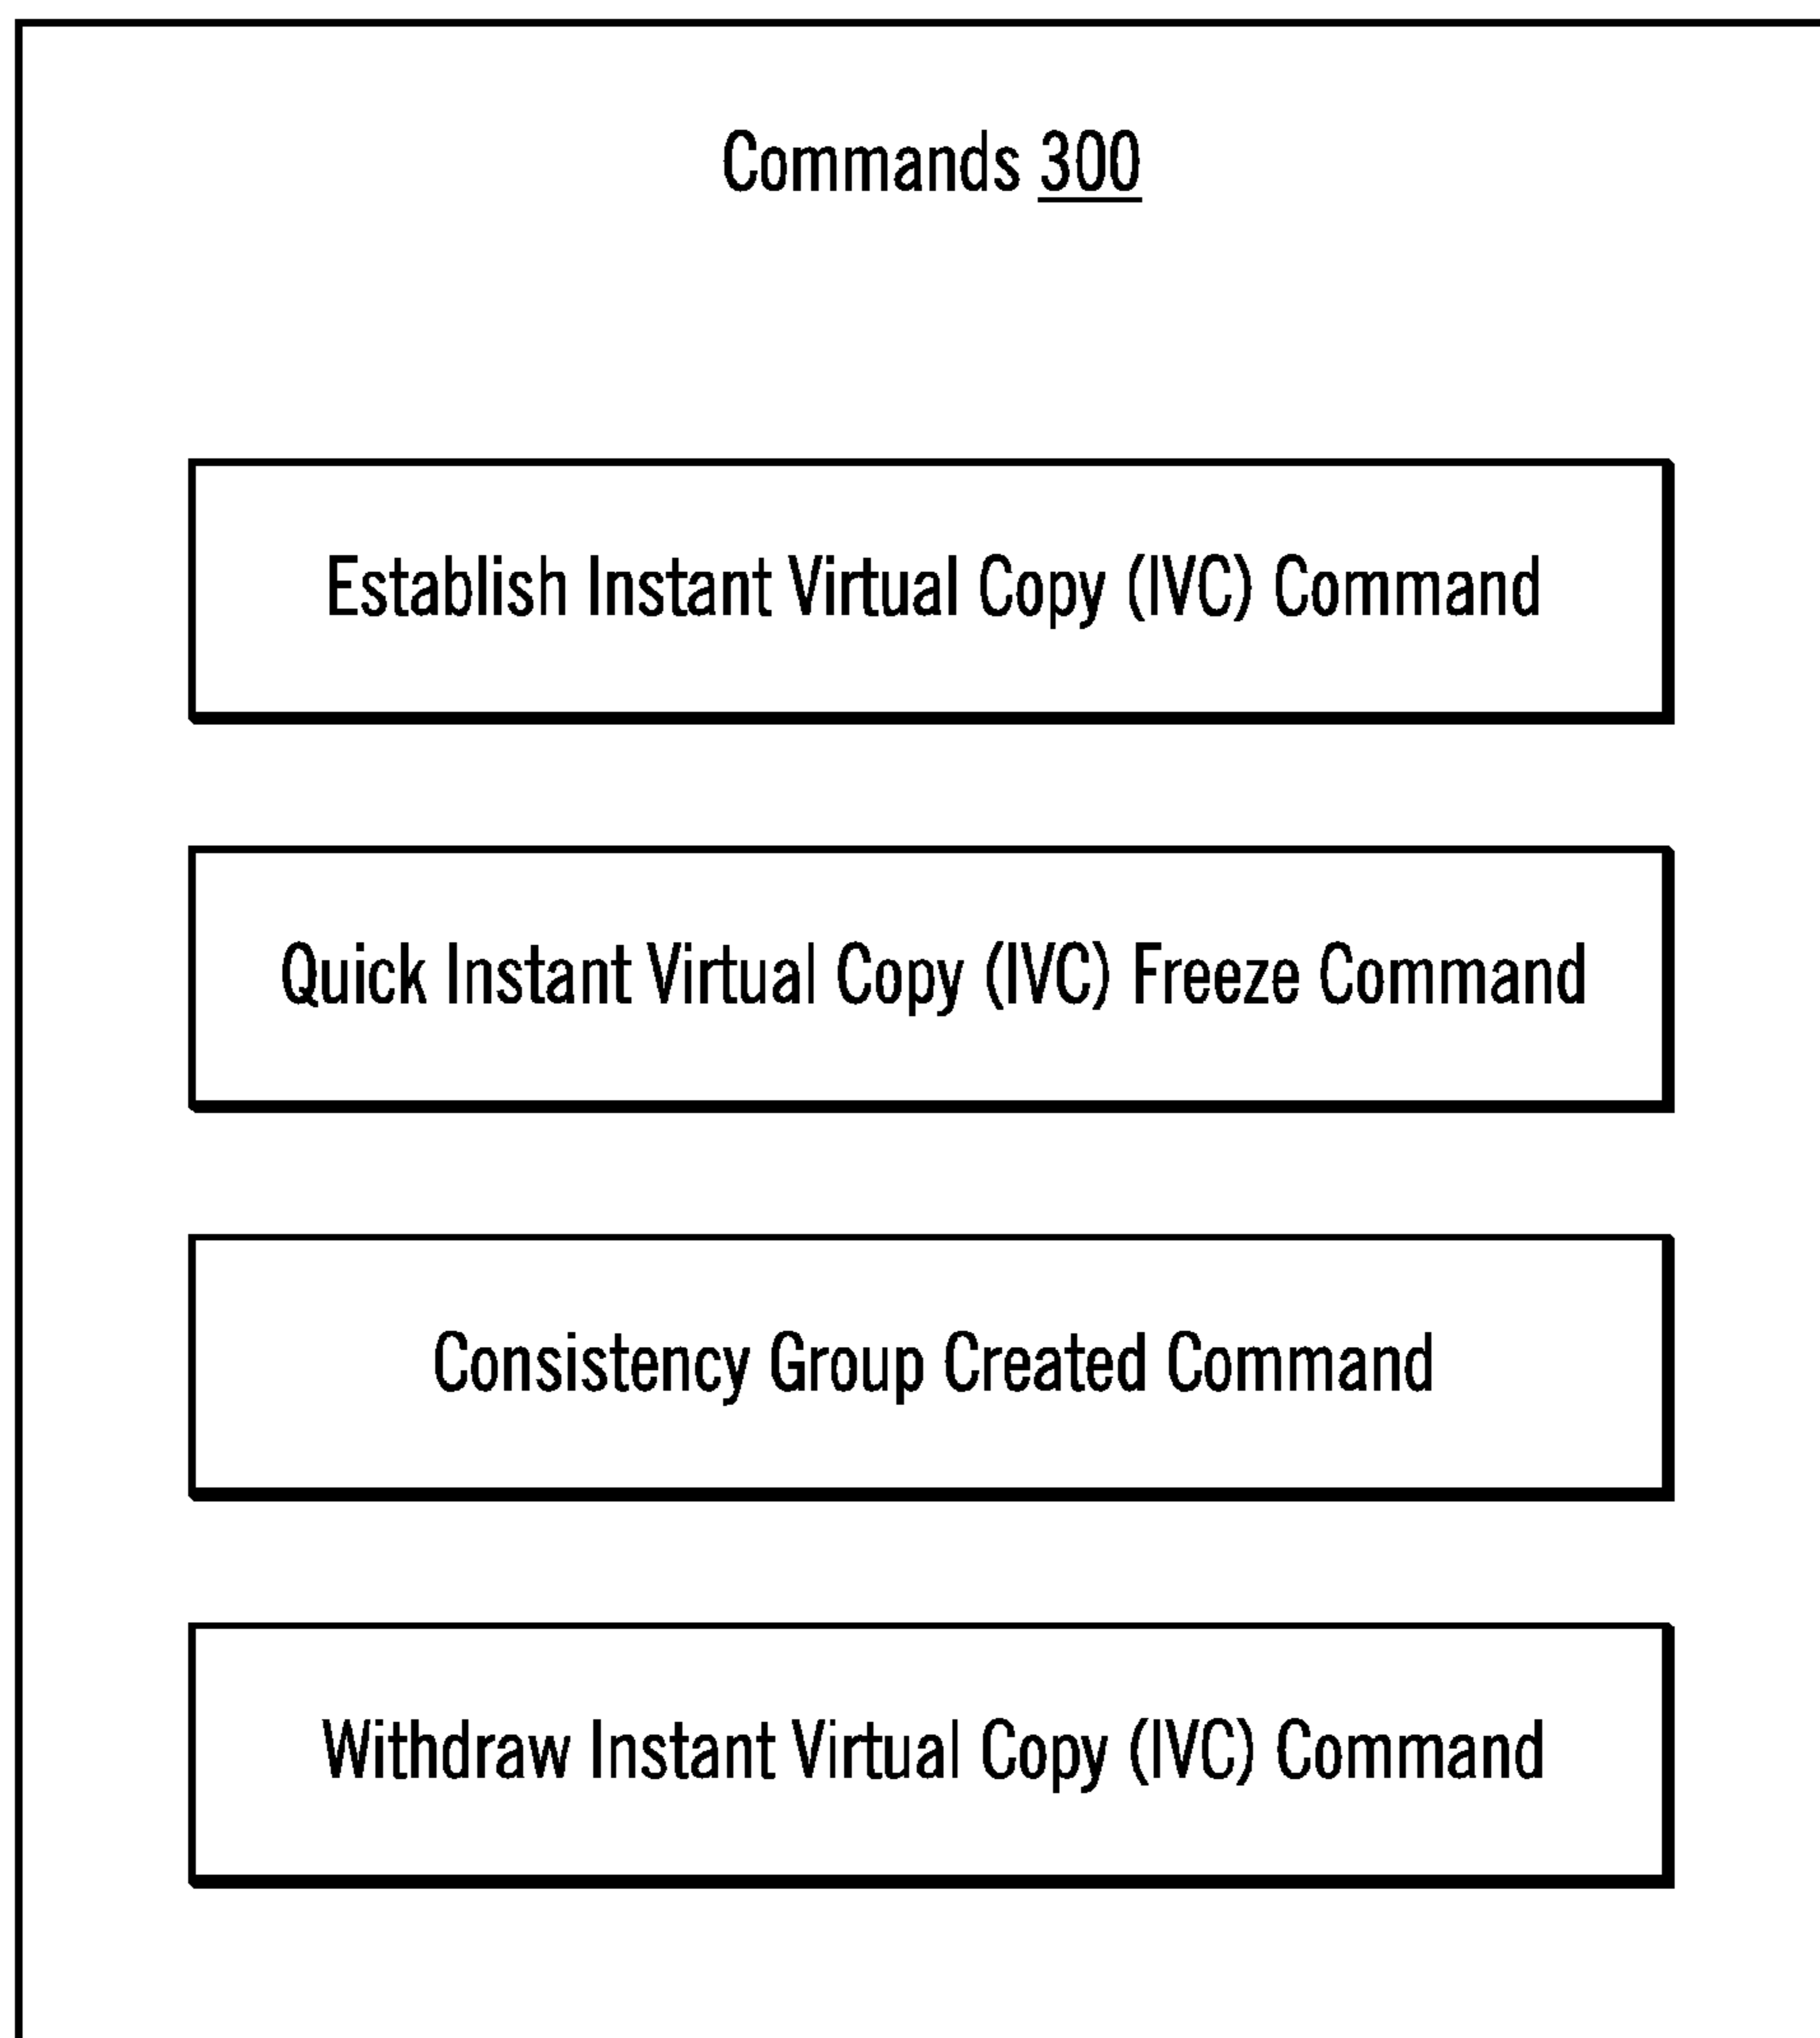 Commands 300
Establish Instant Virtual Copy (IVC) Command
Quick Instant Virtual Copy (IVC) Freeze Command
Consistency Group Created Command
Withdraw Instant Virtual Copy (IVC) Command